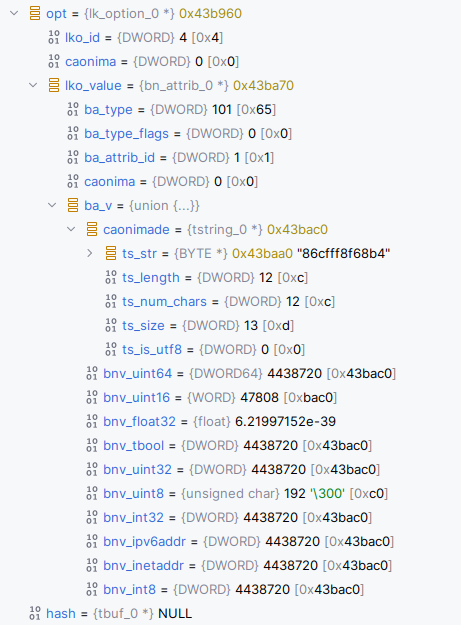 opt = {lk_option_0 *} 0x43b960
lko_id = {DWORD} 4 [0x4]
caonima = {DWORD} 0 [0x0]
lko_value = {bn_attrib_0 *} 0x43ba70
ba_type = {DWORD} 101 [0x65]
ba_type_flags = {DWORD} 0 [0x0]
ba_attrib_id = {DWORD} 1 [0x1]
caonima = {DWORD} 0 [0x0]
ba_v = {union {...}}
caonimade = {tstring_0 *} 0x43bac0
ts_str = {BYTE *} 0x43baa0 "86cfff8f68b4"
ts_length = {DWORD} 12 [0xc]
ts_num_chars = {DWORD} 12 [0xc]
ts_size = {DWORD} 13 [0xd]
ts_is_utf8 = {DWORD} 0 [0x0]
bnv_uint64 = {DWORD64} 4438720 [0x43bac0]
bnv_uint16 = {WORD} 47808 [0xbac0]
bnv_float32 = {float} 6.21997152e-39
bnv_tbool = {DWORD} 4438720 [0x43bac0]
bnv_uint32 = {DWORD} 4438720 [0x43bac0]
bnv_uint8 = {unsigned char} 192 '\300' [0xc0]
bnv_int32 = {DWORD} 4438720 [0x43bac0]
bnv_ipv6addr = {DWORD} 4438720 [0x43bac0]
bnv_inetaddr = {DWORD} 4438720 [0x43bac0]
bnv_int8 = {DWORD} 4438720 [0x43bac0]
hash = {tbuf_0 *} NULL